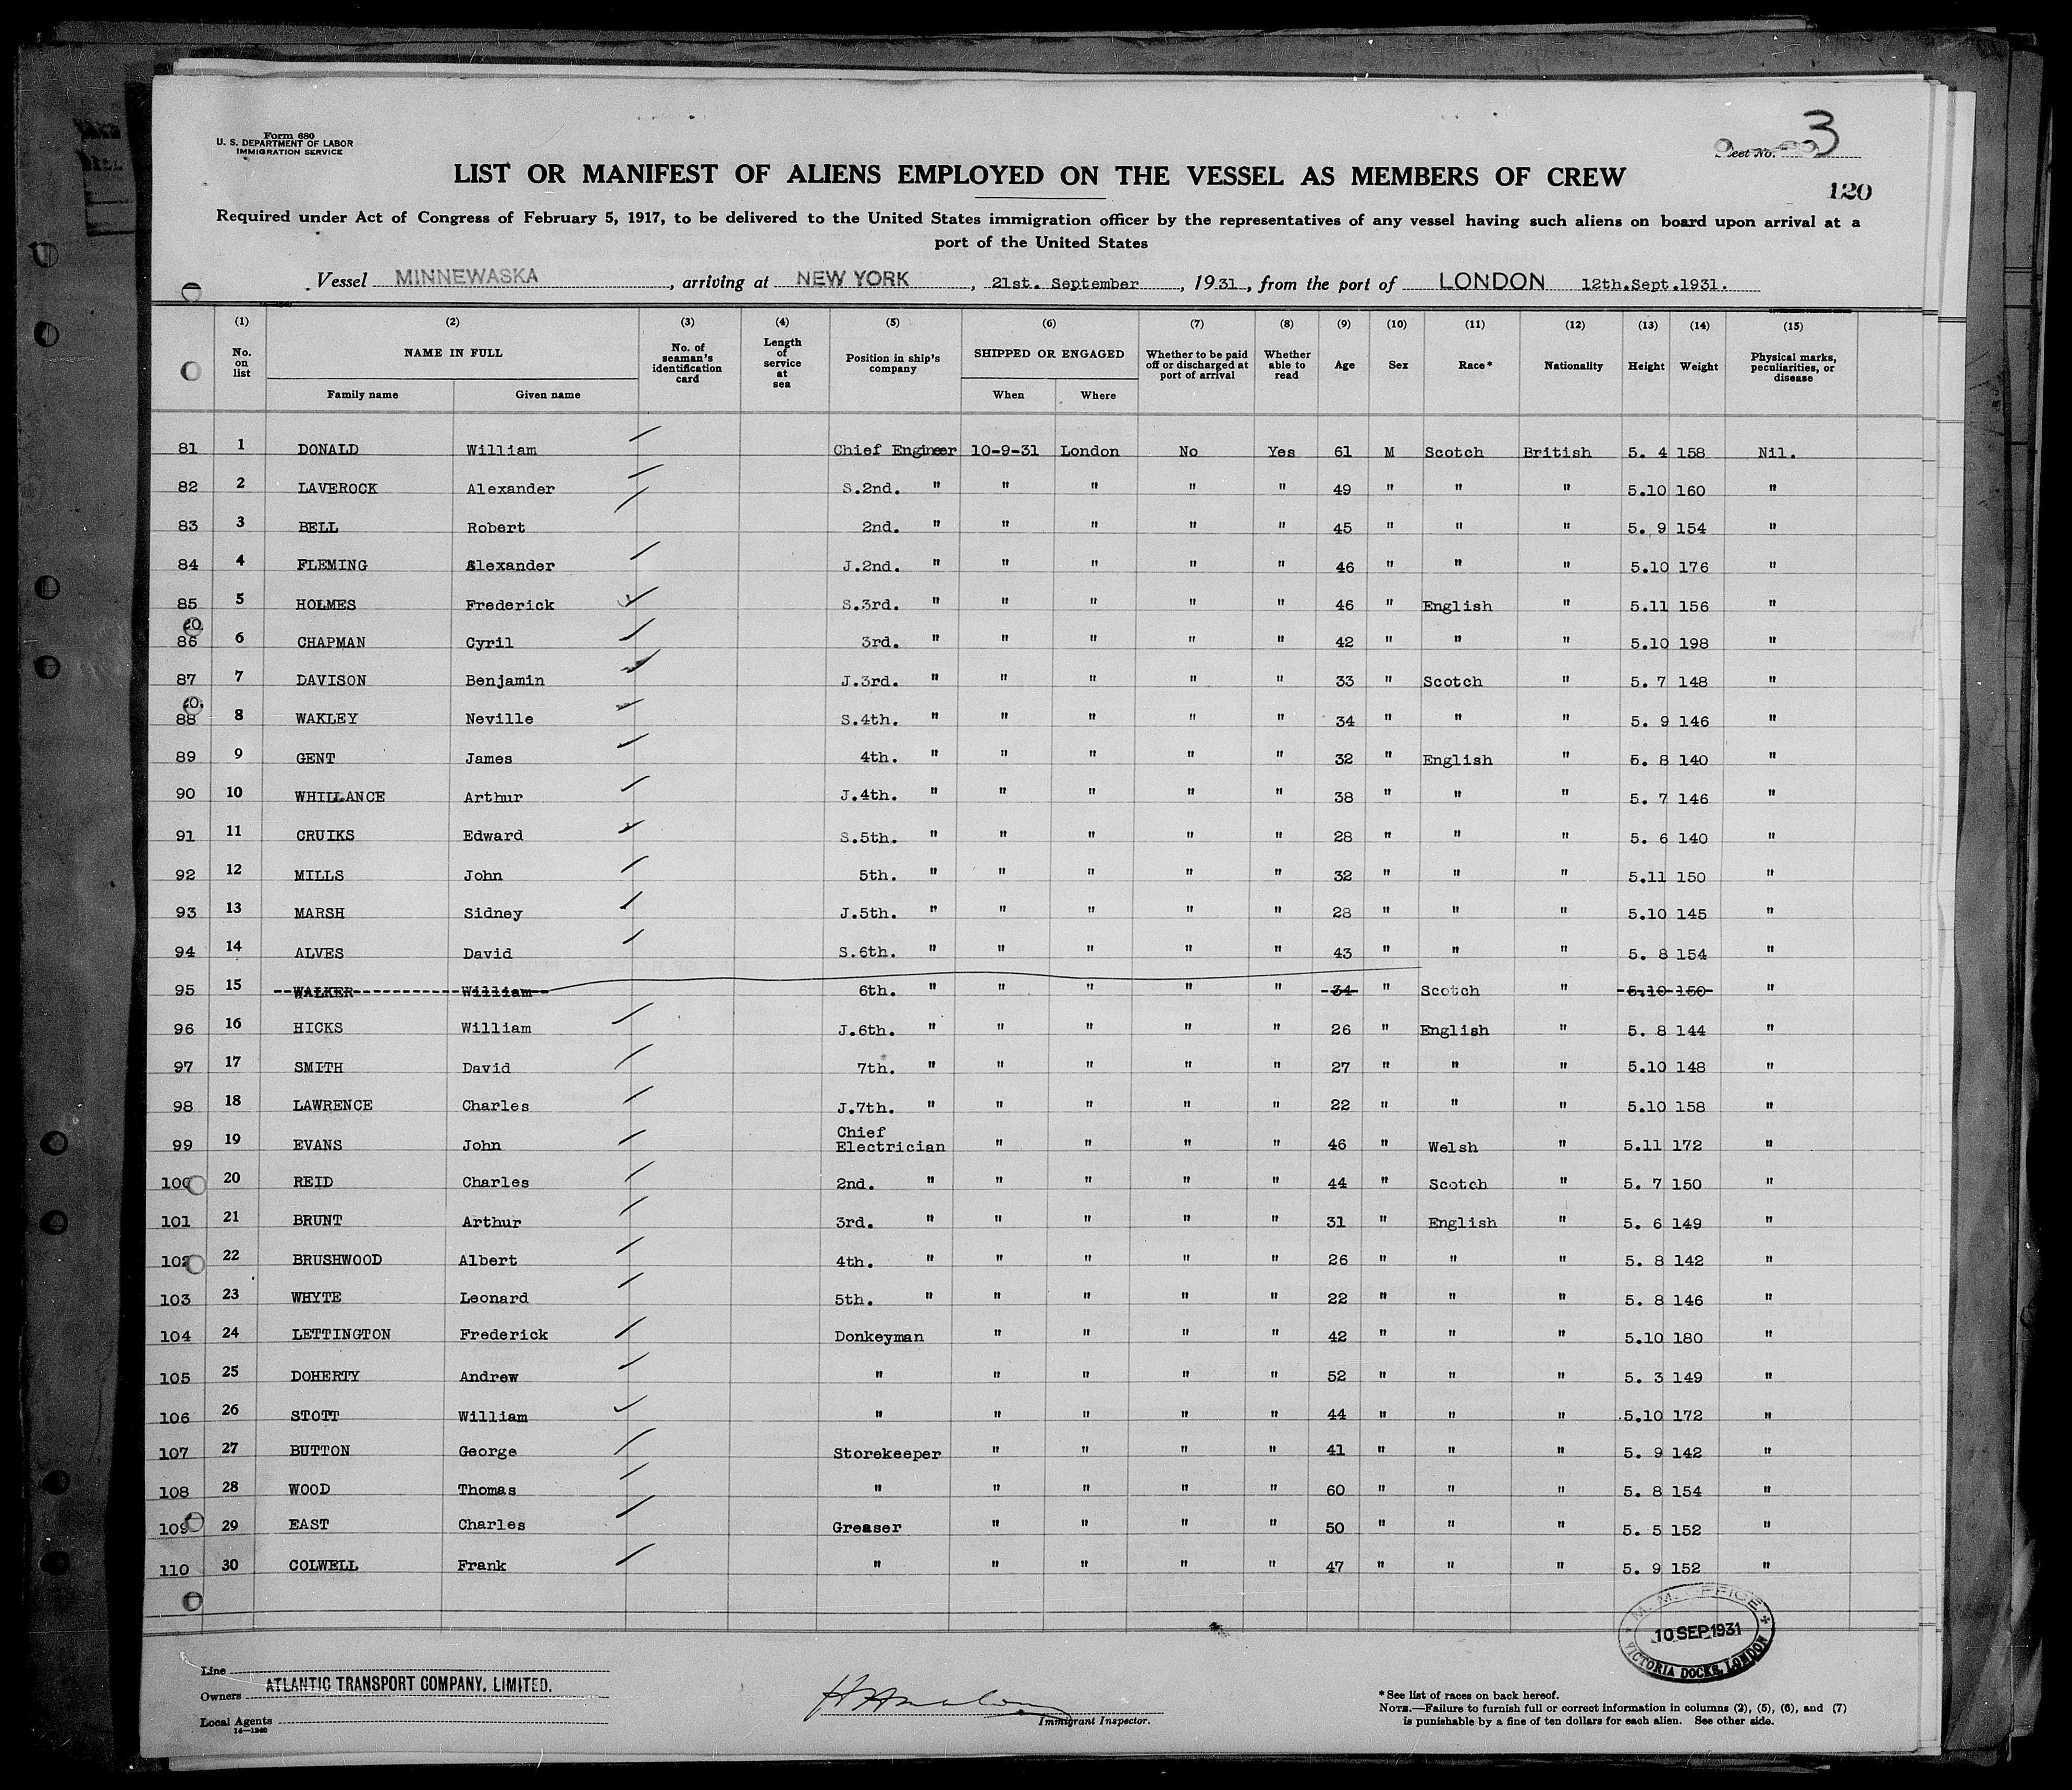 Form 680
U. S. DEPARTMENT OF LABOR
IMMIGRATION SERVICE
Sheet No. 3
120
LIST OR MANIFEST OF ALIENS EMPLOYED ON THE VESSEL AS MEMBERS OF CREW
Required under Act of Congress of February 5, 1917, to be delivered to the United States immigration officer by the representatives of any vessel having such aliens on board upon arrival at a
port of the United States
Vessel MINNEWASKA, arriving at NEW YORK, 21st. September, 1931, from the port of LONDON 12th.Sept.1931.
(1) (2) (3) (4) (5) (6) (7) (8) (9) (10) (11) (12) (13) (14) (15)
No. on list NAME IN FULL No. of seaman's identification card Length of service at sea Position in ship's company SHIPPED OR ENGAGED Whether to be paid off or discharged at port of arrival Whether able to read Age Sex Race* Nationality Height Weight Physical marks, peculiarities, or disease
Family name Given name When Where
81 1 DONALD William Chief Engineer 10-9-31 London No Yes 61 M Scotch British 5. 4 158 Nil.
82 2 LAVEROCK Alexander S.2nd. " " " " " 49 " " " 5.10 160 "
83 3 BELL Robert 2nd. " " " " " 45 " " " 5. 9 154 "
84 4 FLEMING Alexander J.2nd. " " " " " 46 " " " 5.10 176 "
85 5 HOLMES Frederick S.3rd. " " " " " 46 " English " 5.11 156 "
86 6 CHAPMAN Cyril 3rd. " " " " " 42 " " " 5.10 198 "
87 7 DAVISON Benjamin J.3rd. " " " " " 33 " Scotch " 5. 7 148 "
88 8 WAKLEY Neville S.4th. " " " " " 34 " " " 5. 9 146 "
89 9 GENT James 4th. " " " " " 32 " English " 5. 8 140 "
90 10 WHILLANCE Arthur J.4th. " " " " " 38 " " " 5. 7 146 "
91 11 CRUIKS Edward S.5th. " " " " " 28 " " " 5. 6 140 "
92 12 MILLS John 5th. " " " " " 32 " " " 5.11 150 "
93 13 MARSH Sidney J.5th. " " " " " 28 " " " 5.10 145 "
94 14 ALVES David S.6th. " " " " " 43 " " " 5. 8 154 "
95 15 WALKER William 6th. " " " " " 34 " Scotch " 5.10 150 "
96 16 HICKS William J.6th. " " " " " 26 " English " 5. 8 144 "
97 17 SMITH David 7th. " " " " " 27 " " " 5.10 148 "
98 18 LAWRENCE Charles J.7th. " " " " " 22 " " " 5.10 158 "
99 19 EVANS John Chief Electrician " " " " 46 " Welsh " 5.11 172 "
100 20 REID Charles 2nd. " " " " " 44 " Scotch " 5. 7 150 "
101 21 BRUNT Arthur 3rd. " " " " " 31 " English " 5. 6 149 "
102 22 BRUSHWOOD Albert 4th. " " " " " 26 " " " 5. 8 142 "
103 23 WHYTE Leonard 5th. " " " " " 22 " " " 5. 8 146 "
104 24 LETTINGTON Frederick Donkeyman " " " " 42 " " " 5.10 180 "
105 25 DOHERTY Andrew " " " " " 52 " " " 5. 3 149 "
106 26 STOTT William " " " " " 44 " " " 5.10 172 "
107 27 BUTTON George Storekeeper " " " " 41 " " " 5. 9 142 "
108 28 WOOD Thomas " " " " " 60 " " " 5. 8 154 "
109 29 EAST Charles Greaser " " " " 50 " " " 5. 5 152 "
110 30 COLWELL Frank " " " " " 47 " " " 5. 9 152 "
M. M. OFFICE
10 SEP 1931
VICTORIA DOCKS, LONDON
Line
Owners ATLANTIC TRANSPORT COMPANY, LIMITED.
Local Agents
14—1240
Immigrant Inspector.
*See list of races on back hereof.
NOTE.—Failure to furnish full or correct information in columns (2), (5), (6), and (7)
is punishable by a fine of ten dollars for each alien. See other side.